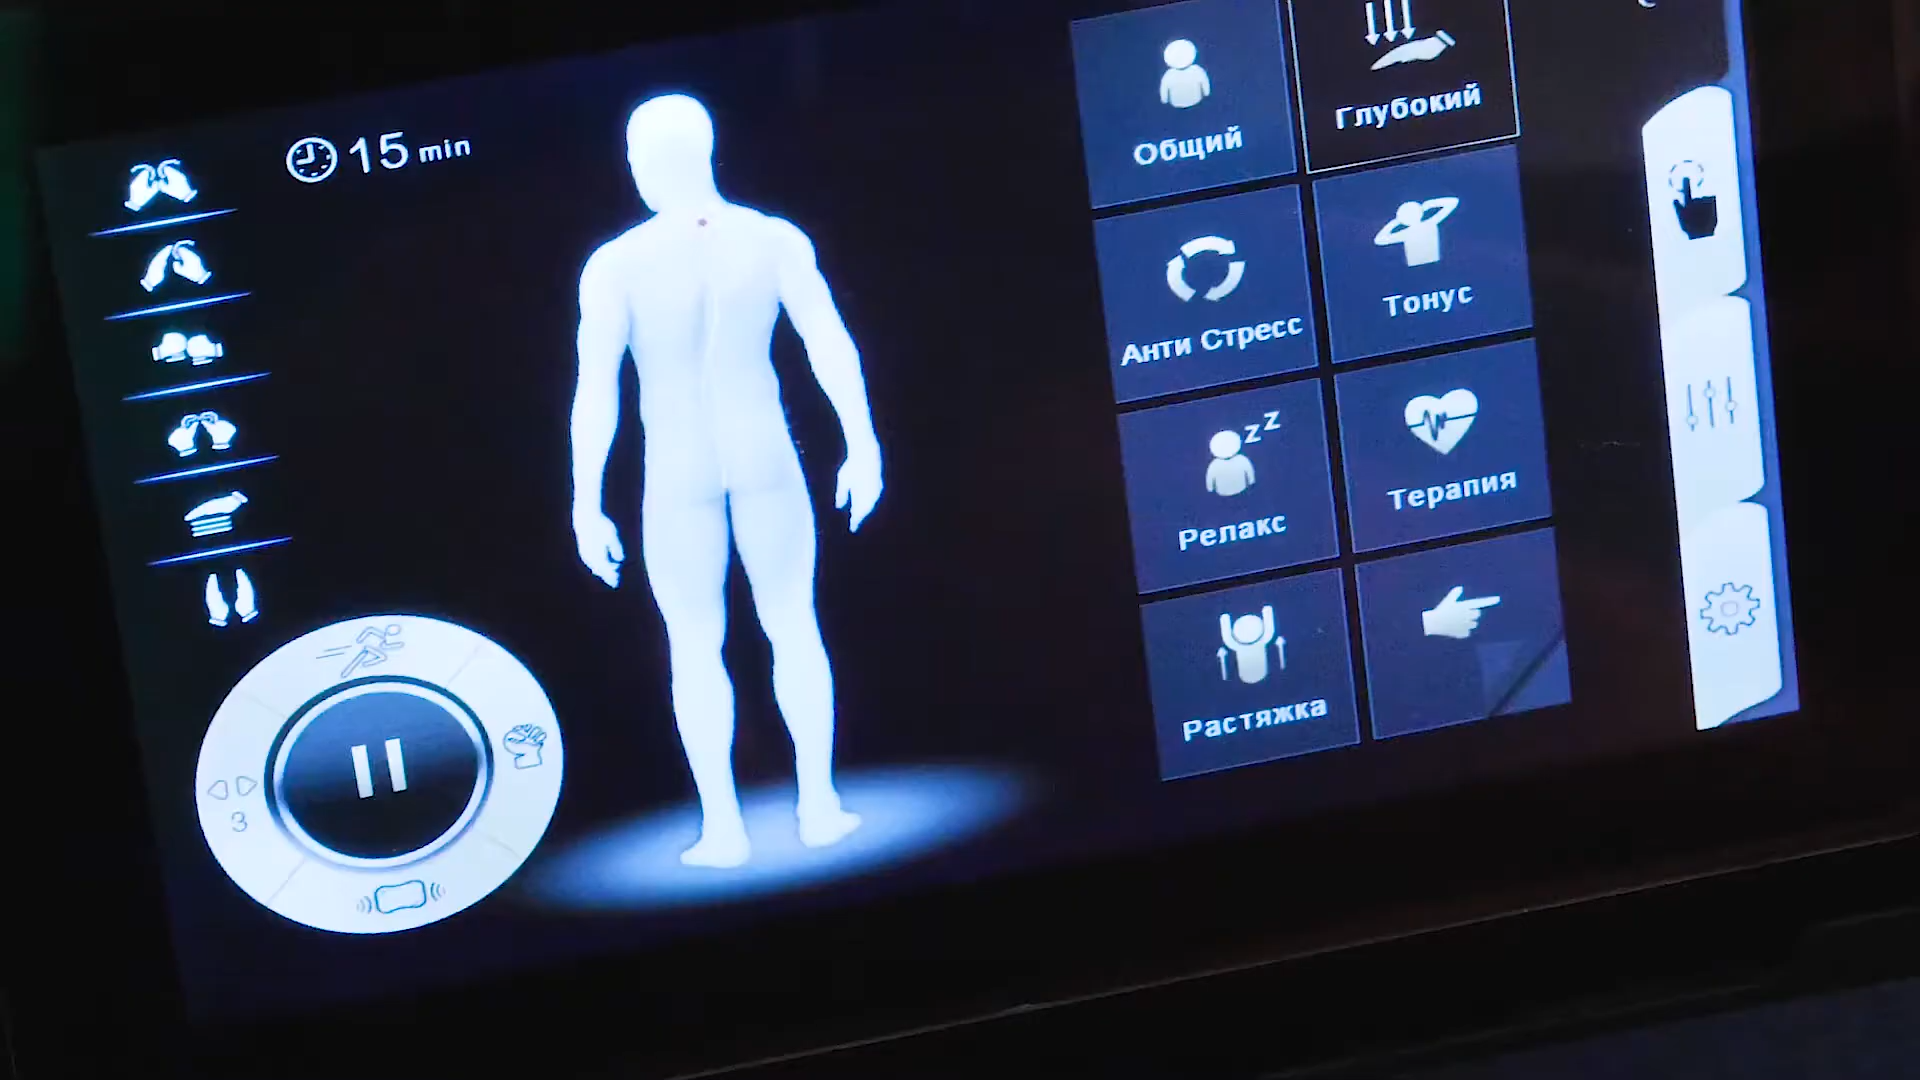 15 min
Общий
Глубокий
Анти Стресс
Тонус
Релакс
z z
Терапия
Растяжка
3